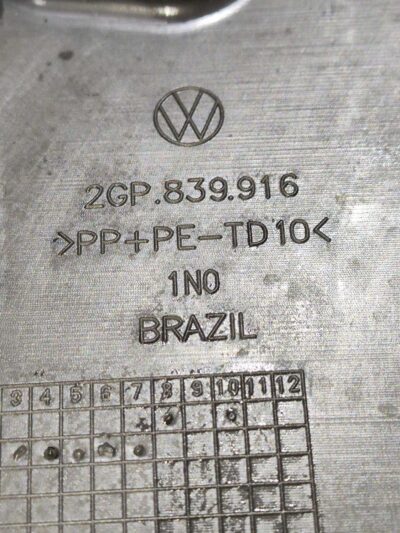 2GP.839.916
>PP+PE-TD10<
1N0
BRAZIL
3 4 5 6 7 8 9 10 11 12